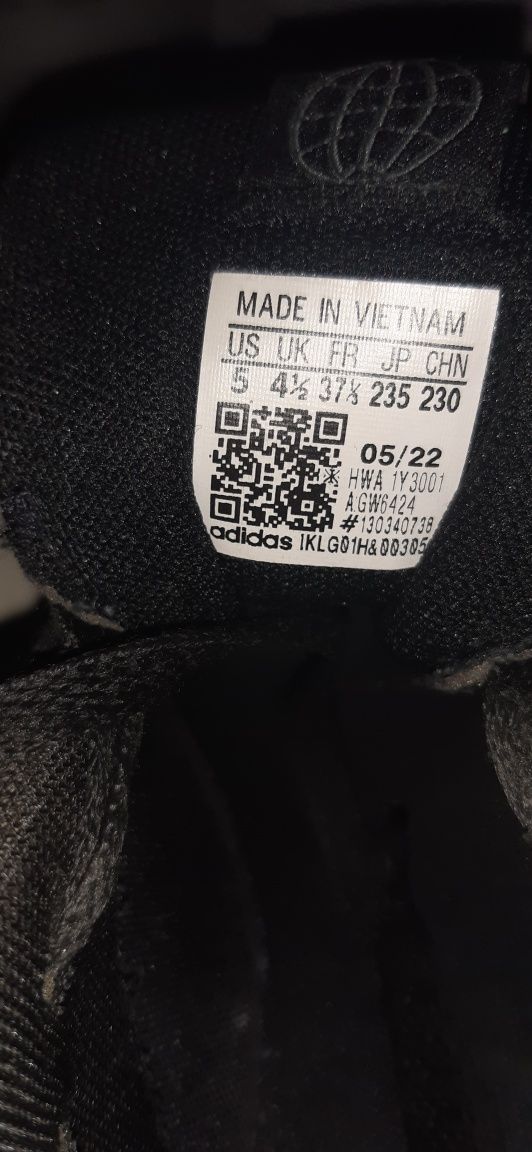 MADE IN VIETNAM
US UK FR JP CHN
5 4½ 37⅓ 235 230
05/22
HWA 1Y3001
A:GW6424
#130340738
adidas IKLG01H&00305